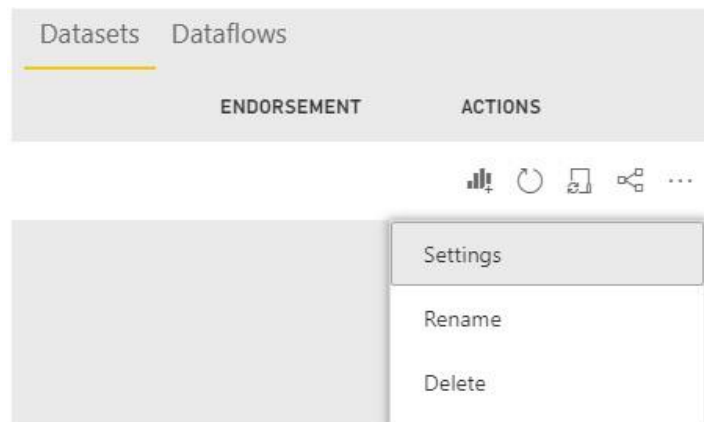 Datasets Dataflows
ENDORSEMENT ACTIONS
Settings
Rename
Delete